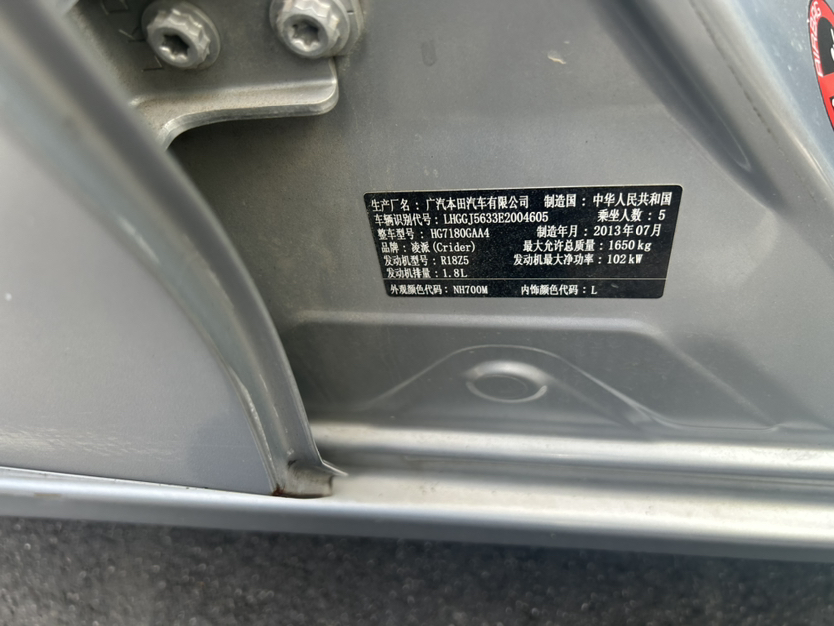 生产厂名：广汽本田汽车有限公司 制造国：中华人民共和国
车辆识别代号：LHGGJ5633E2004605 乘坐人数：5
整车型号：HG7180GAA4 制造年月：2013年07月
品牌：凌派(Crider) 最大允许总质量：1650kg
发动机型号：R18Z5 发动机最大净功率：102kW
发动机排量：1.8L
外观颜色代码：NH700M 内饰颜色代码：L